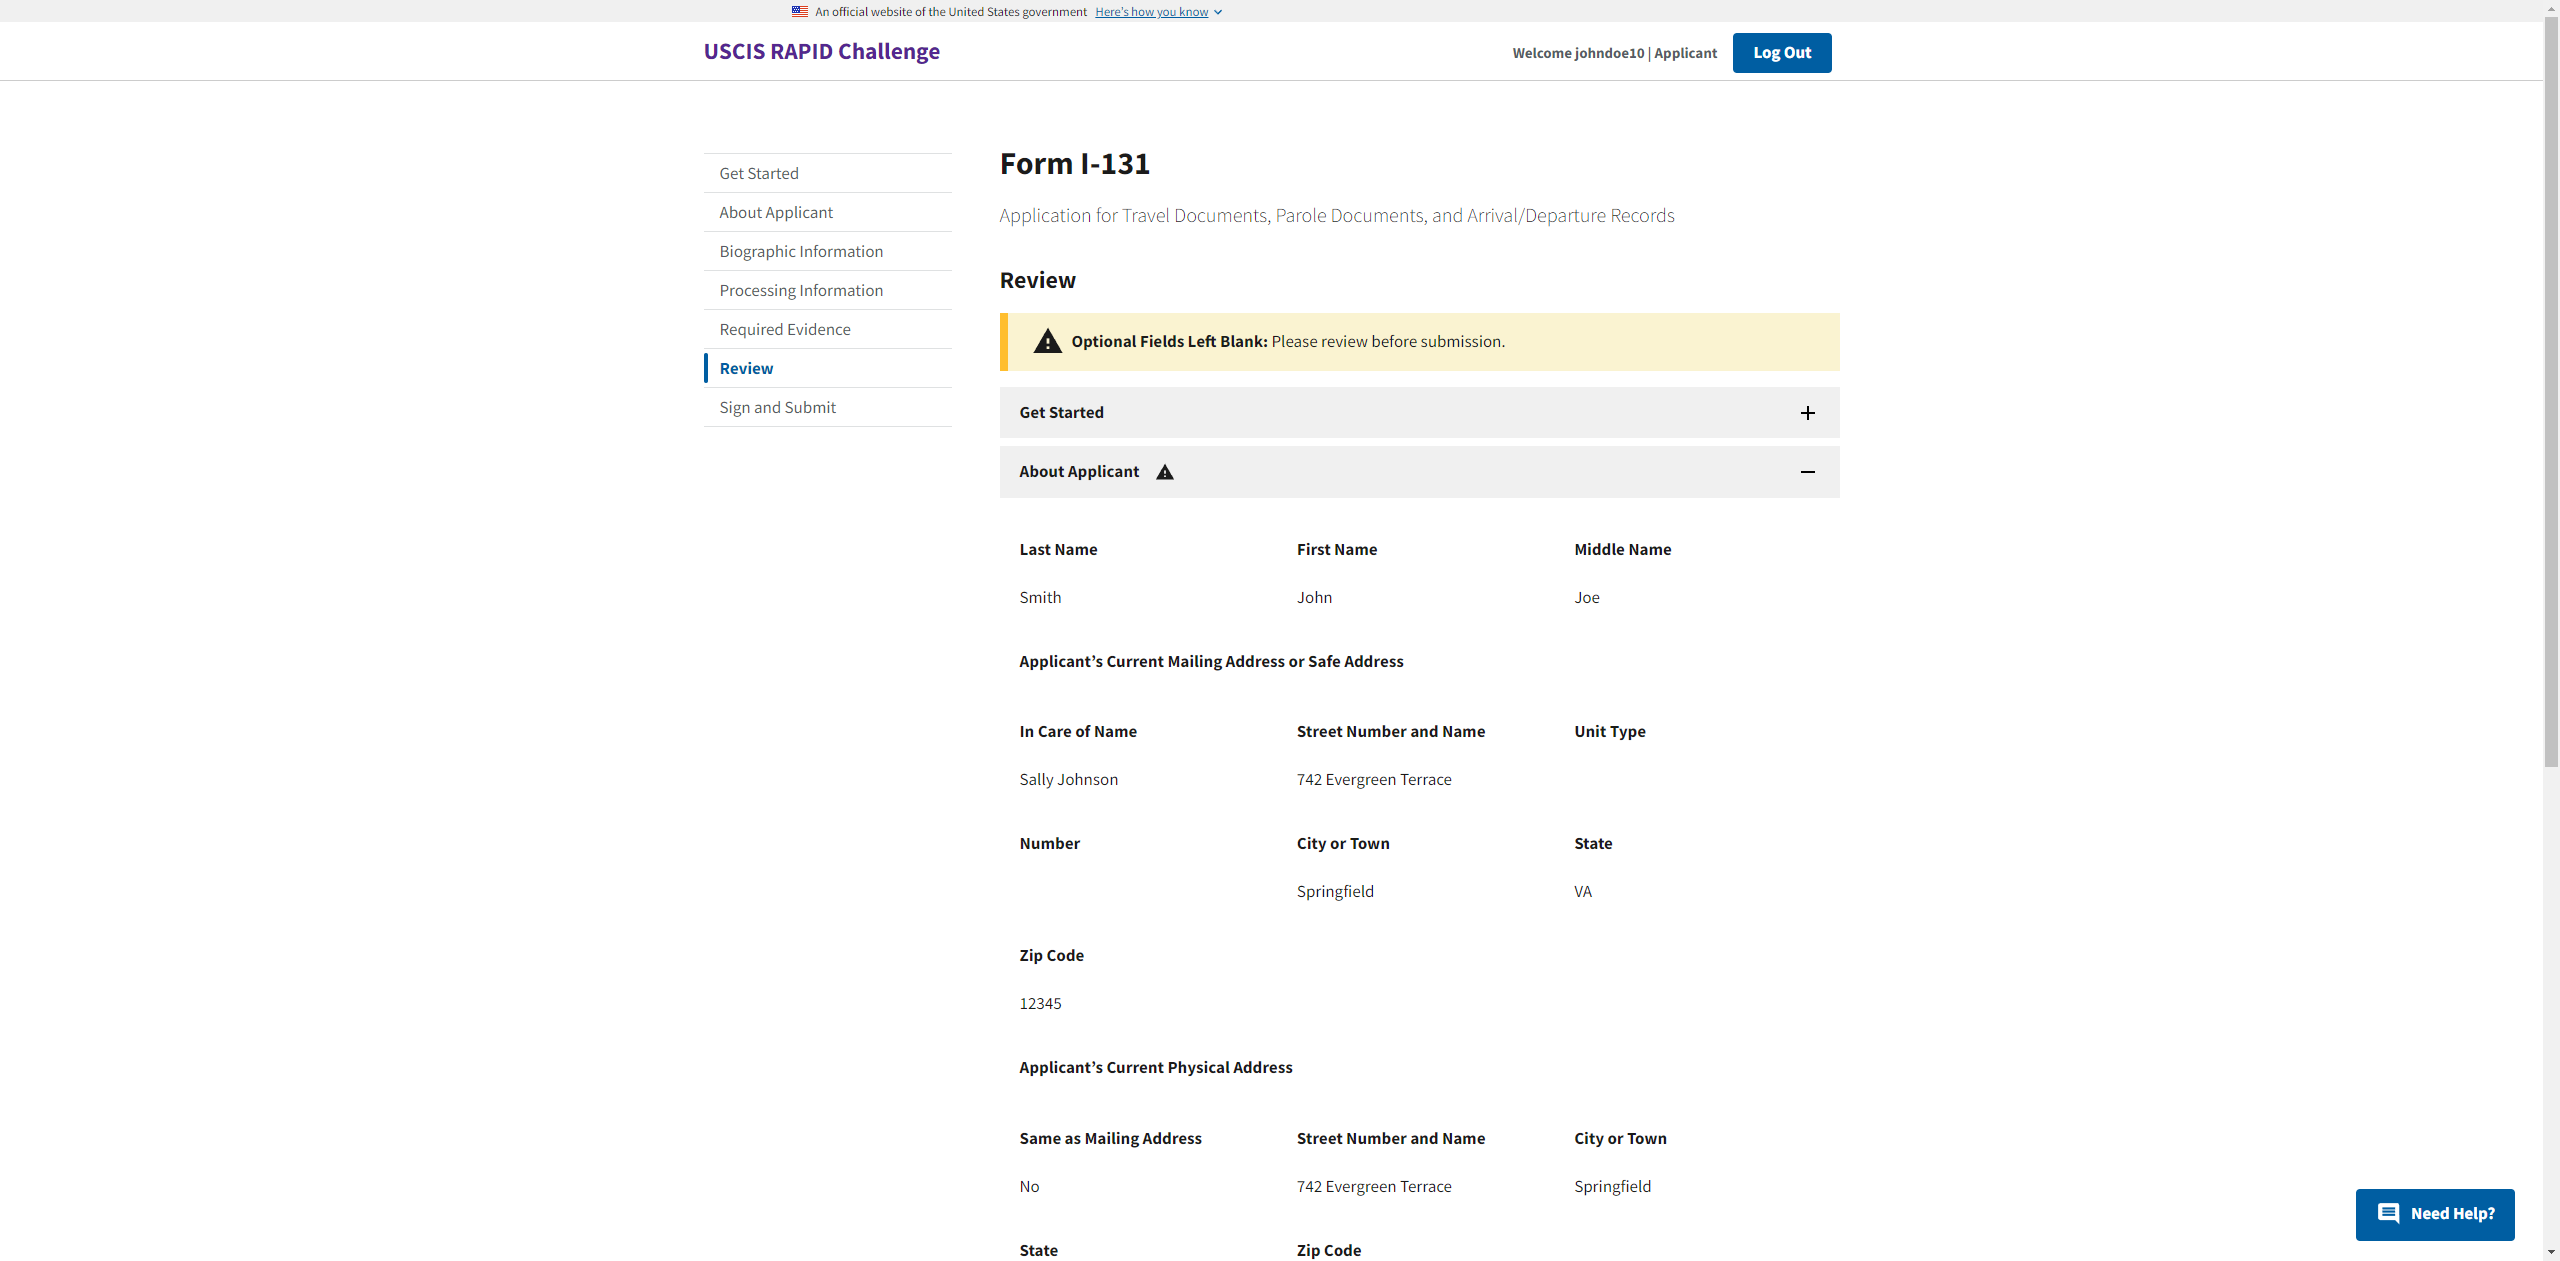 An official website of the United States government Here's how you know
USCIS RAPID Challenge
Welcome johndoe10 | Applicant
Log Out
Get Started
About Applicant
Biographic Information
Processing Information
Required Evidence
Review
Sign and Submit
Form I-131
Application for Travel Documents, Parole Documents, and Arrival/Departure Records
Review
Optional Fields Left Blank: Please review before submission.
Get Started
About Applicant
Last Name First Name Middle Name
Smith John Joe
Applicant’s Current Mailing Address or Safe Address
In Care of Name Street Number and Name Unit Type
Sally Johnson 742 Evergreen Terrace
Number City or Town State
Springfield VA
Zip Code
12345
Applicant’s Current Physical Address
Same as Mailing Address Street Number and Name City or Town
No 742 Evergreen Terrace Springfield
State Zip Code
Need Help?